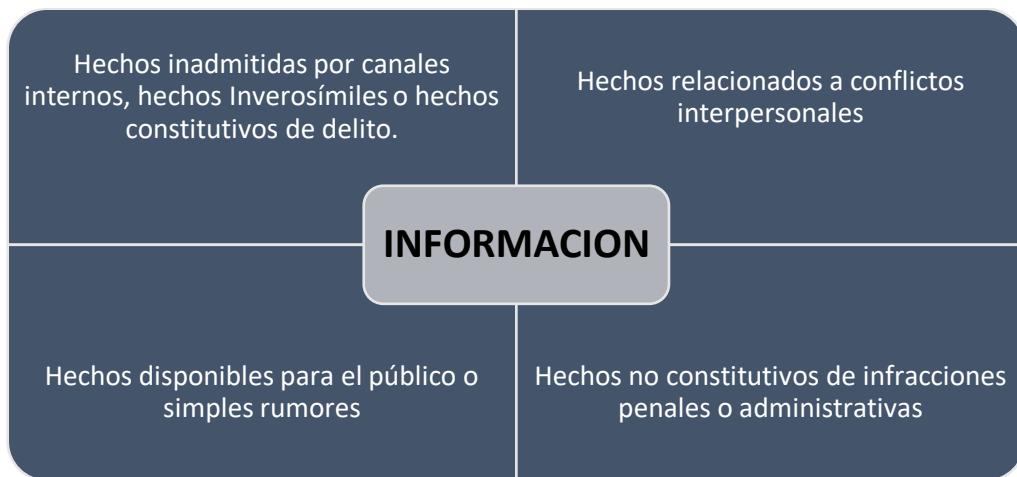 Hechos inadmitidas por canales
internos, hechos Inverosímiles o hechos
constitutivos de delito.
Hechos relacionados a conflictos
interpersonales
INFORMACION
Hechos disponibles para el público o
simples rumores
Hechos no constitutivos de infracciones
penales o administrativas